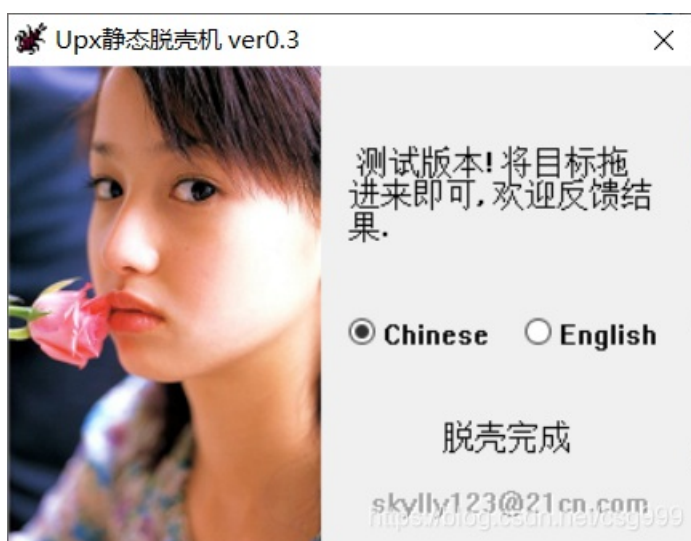 Upx静态脱壳机 ver0.3
测试版本! 将目标拖
进来即可, 欢迎反馈结
果.
Chinese
English
脱壳完成
skylly123@21cn.com
https://blog.csdn.net/csg999